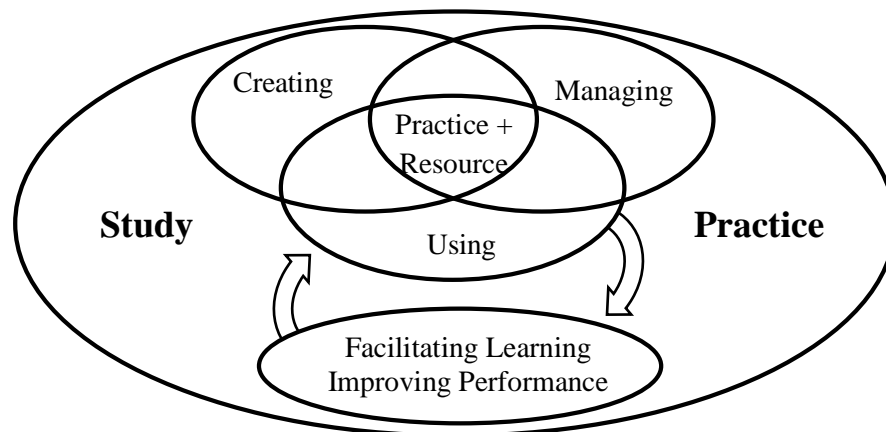 Creating
Managing
Practice +
Resource
Study
Practice
Using
Facilitating Learning
Improving Performance